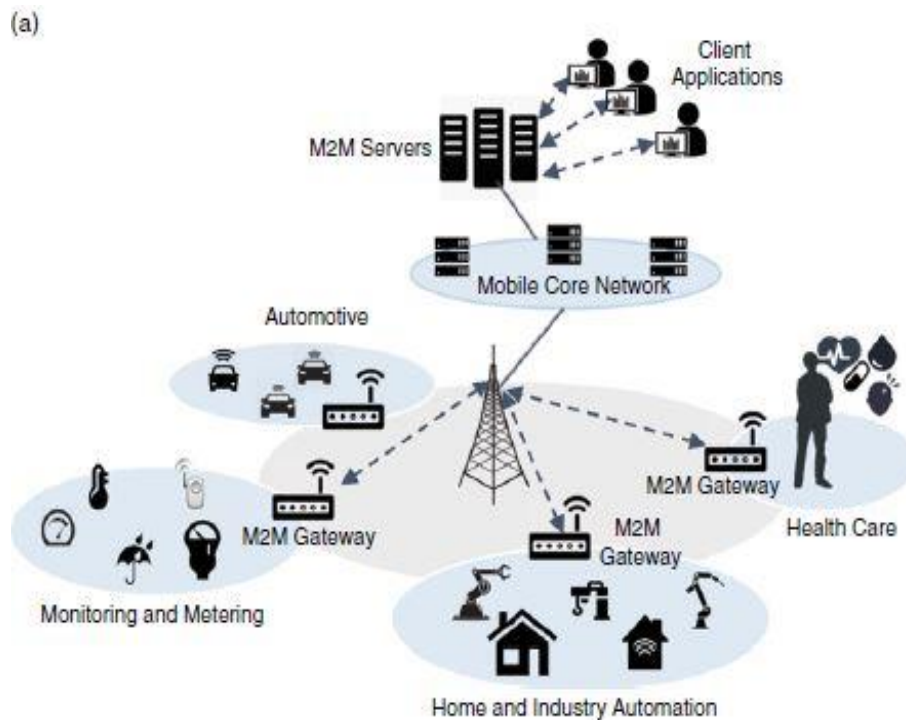 (a)
Client
Applications
M2M Servers
Mobile Core Network
Automotive
M2M Gateway
M2M Gateway
M2M
Gateway
Health Care
Monitoring and Metering
Home and Industry Automation